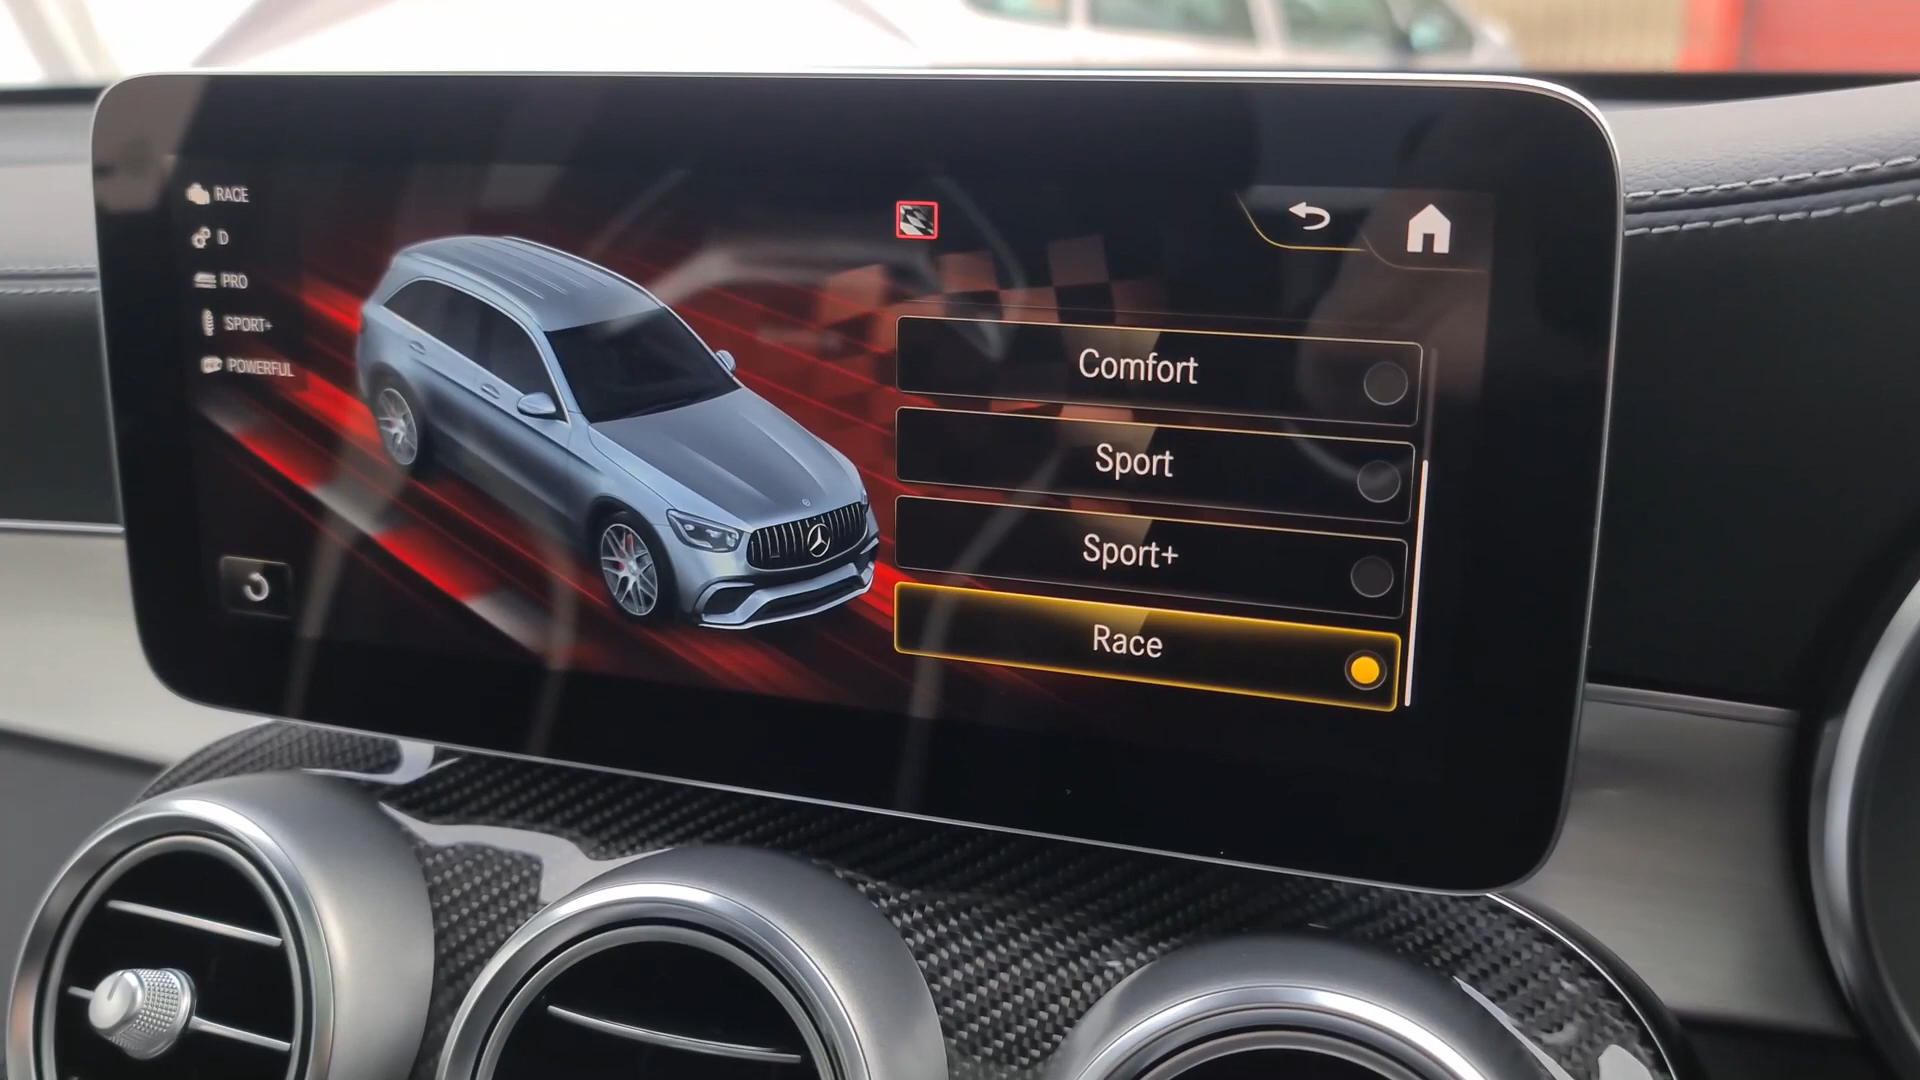 RACE
D
PRO
SPORT+
POWERFUL
Comfort
Sport
Sport+
Race